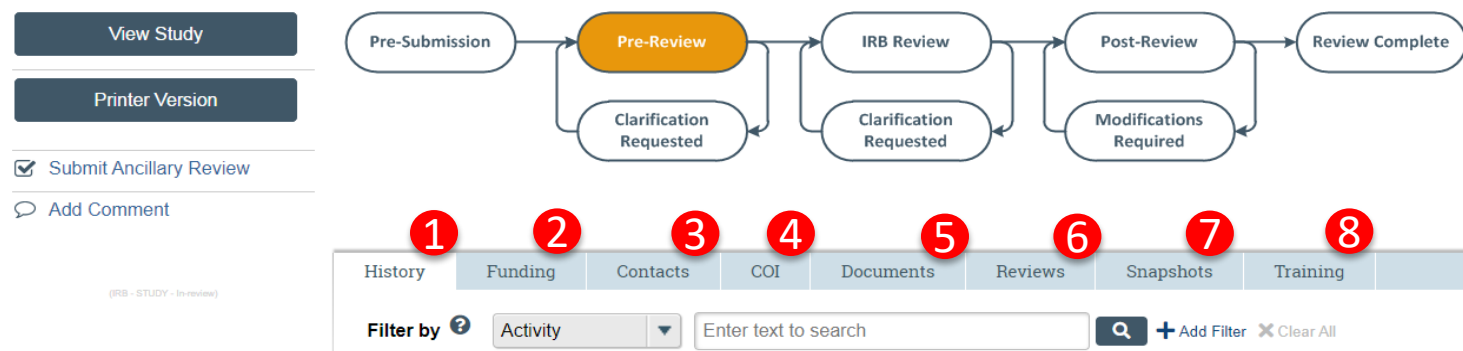 View Study
Printer Version
Submit Ancillary Review
Add Comment
(IRB - STUDY - In-review)
Pre-Submission
Pre-Review
IRB Review
Post-Review
Review Complete
Clarification
Requested
Clarification
Requested
Modifications
Required
1 2 3 4 5 6 7 8
History Funding Contacts COI Documents Reviews Snapshots Training
Filter by ? Activity Enter text to search Add Filter Clear All